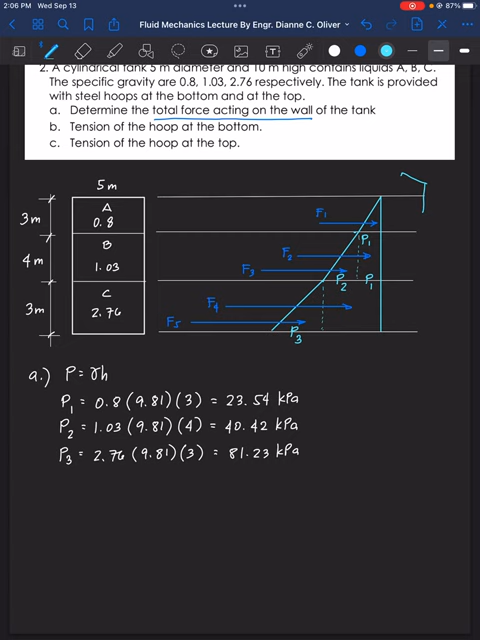 2:06 PM Wed Sep 13
87%
Fluid Mechanics Lecture By Engr. Dianne C. Oliver
2. A cylindrical tank 5 m diameter and 10 m high contains liquids A, B, C.
The specific gravity are 0.8, 1.03, 2.76 respectively. The tank is provided
with steel hoops at the bottom and at the top.
a. Determine the total force acting on the wall of the tank
b. Tension of the hoop at the bottom.
c. Tension of the hoop at the top.
5m
3m
A
0.8
F₁
P₁
4m
B
1.03
F₂
F₃
P₂ P₁
3m
C
2.76
F₄
F₅
P₃
a.) P = γh
P₁ = 0.8 (9.81)(3) = 23.54 kPa
P₂ = 1.03 (9.81)(4) = 40.42 kPa
P₃ = 2.76 (9.81)(3) = 81.23 kPa